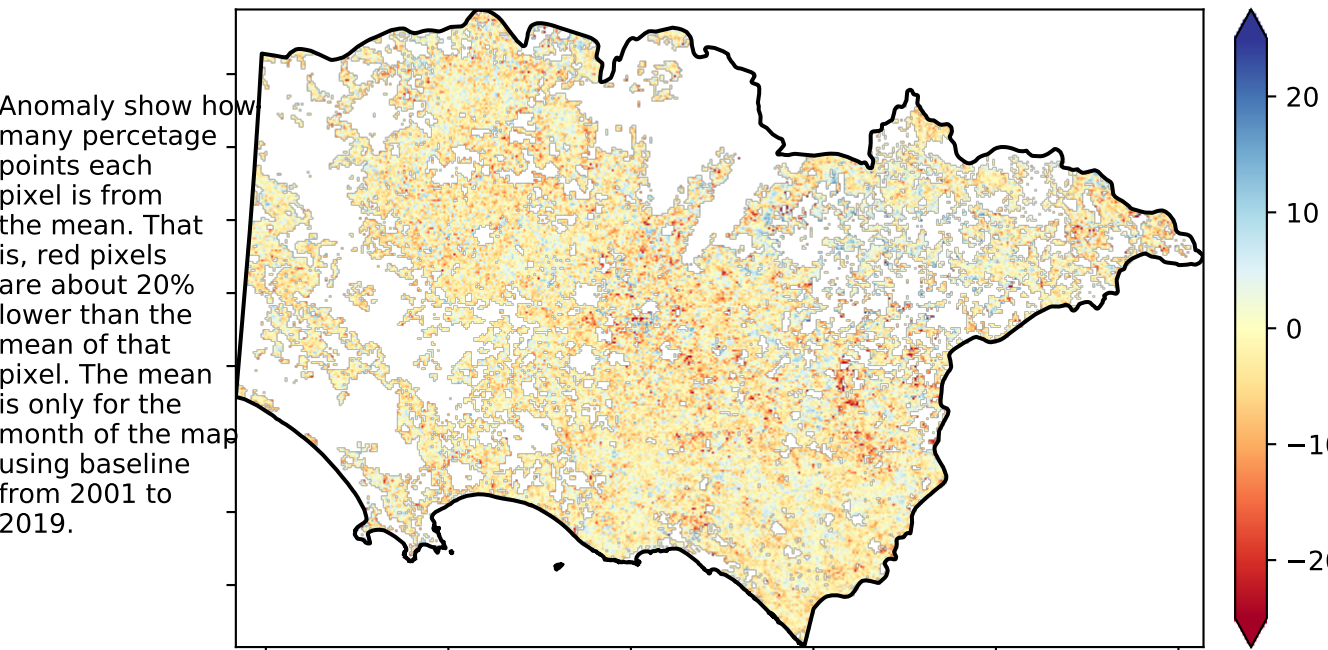 Anomaly show how
many percetage
points each
pixel is from
the mean. That
is, red pixels
are about 20%
lower than the
mean of that
pixel. The mean
is only for the
month of the map
using baseline
from 2001 to
2019.
20
10
0
−10
−20